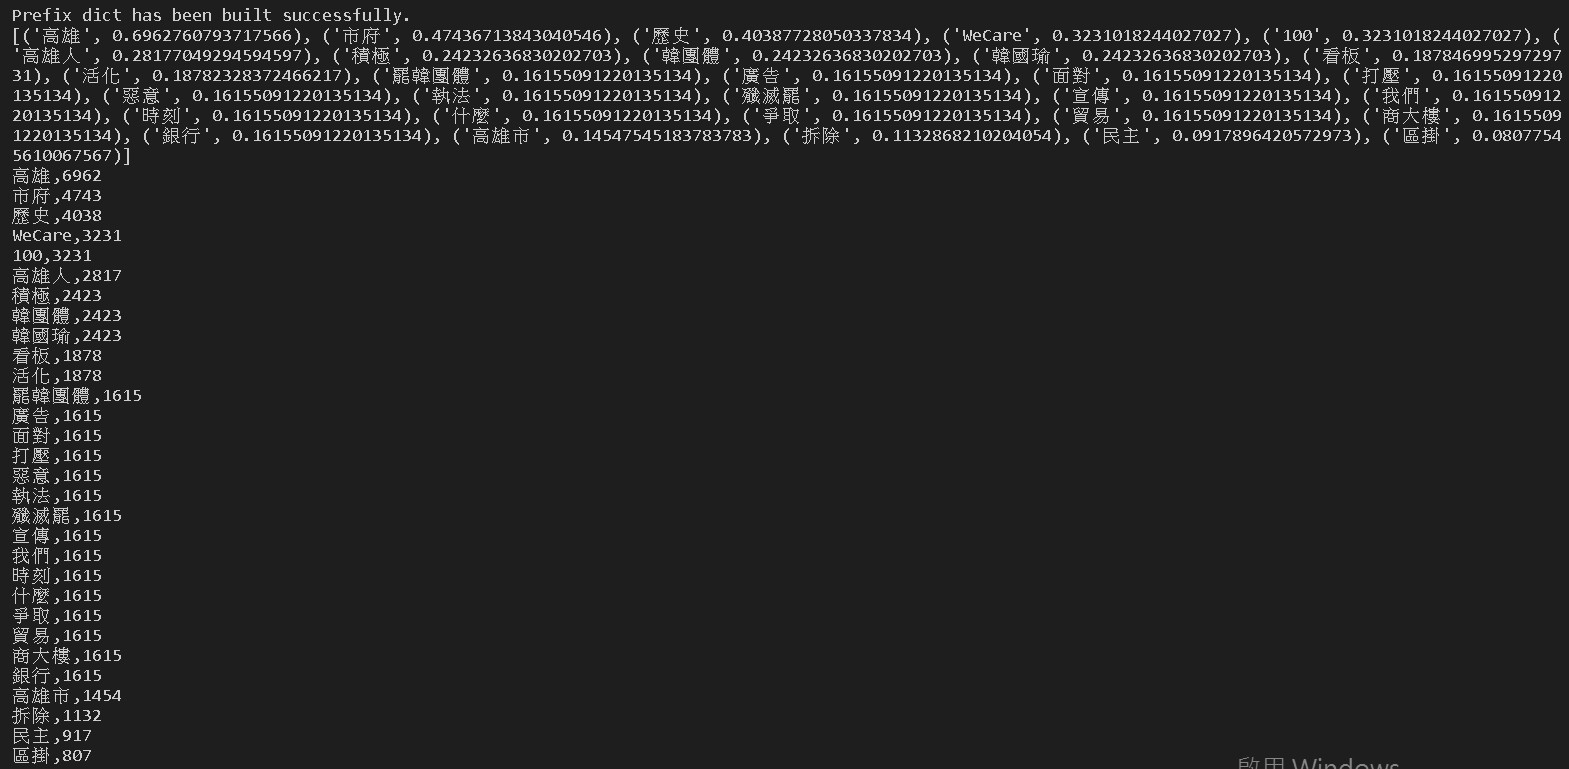 Prefix dict has been built successfully.
[('高雄', 0.6962760793717566), ('市府', 0.47436713843040546), ('歷史', 0.40387728050337834), ('WeCare', 0.3231018244027027), ('100', 0.3231018244027027), (
'高雄人', 0.28177049294594597), ('積極', 0.24232636830202703), ('韓團體', 0.24232636830202703), ('韓國瑜', 0.24232636830202703), ('看板', 0.187846995297297
31), ('活化', 0.18782328372466217), ('罷韓團體', 0.16155091220135134), ('廣告', 0.16155091220135134), ('面對', 0.16155091220135134), ('打壓', 0.16155091220
135134), ('惡意', 0.16155091220135134), ('執法', 0.16155091220135134), ('殲滅罷', 0.16155091220135134), ('宣傳', 0.16155091220135134), ('我們', 0.161550912
20135134), ('時刻', 0.16155091220135134), ('什麼', 0.16155091220135134), ('爭取', 0.16155091220135134), ('貿易', 0.16155091220135134), ('商大樓', 0.1615509
1220135134), ('銀行', 0.16155091220135134), ('高雄市', 0.14547545183783783), ('拆除', 0.1132868210204054), ('民主', 0.0917896420572973), ('區掛', 0.0807754
5610067567)]
高雄,6962
市府,4743
歷史,4038
WeCare,3231
100,3231
高雄人,2817
積極,2423
韓團體,2423
韓國瑜,2423
看板,1878
活化,1878
罷韓團體,1615
廣告,1615
面對,1615
打壓,1615
惡意,1615
執法,1615
殲滅罷,1615
宣傳,1615
我們,1615
時刻,1615
什麼,1615
爭取,1615
貿易,1615
商大樓,1615
銀行,1615
高雄市,1454
拆除,1132
民主,917
區掛,807
啟用 Windows